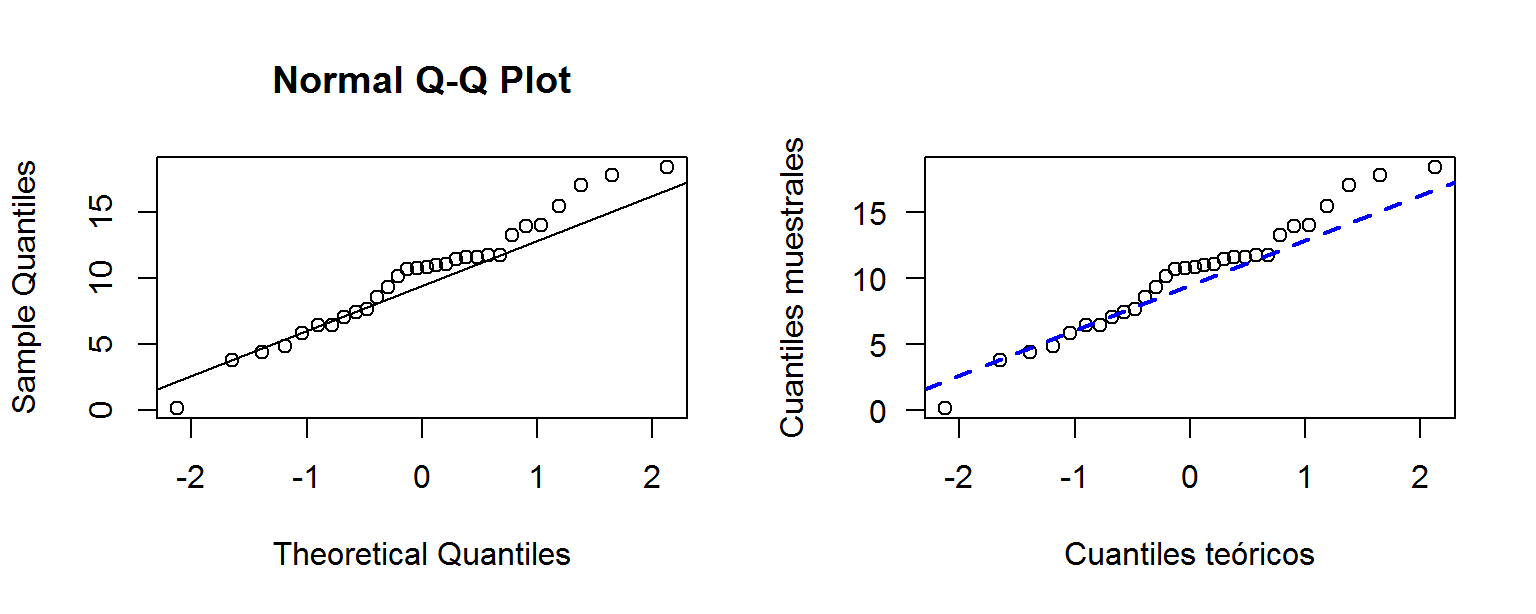 Normal Q-Q Plot
Sample Quantiles
15
10
5
0
-2 -1 0 1 2
Theoretical Quantiles
Cuantiles muestrales
15
10
5
0
-2 -1 0 1 2
Cuantiles teóricos